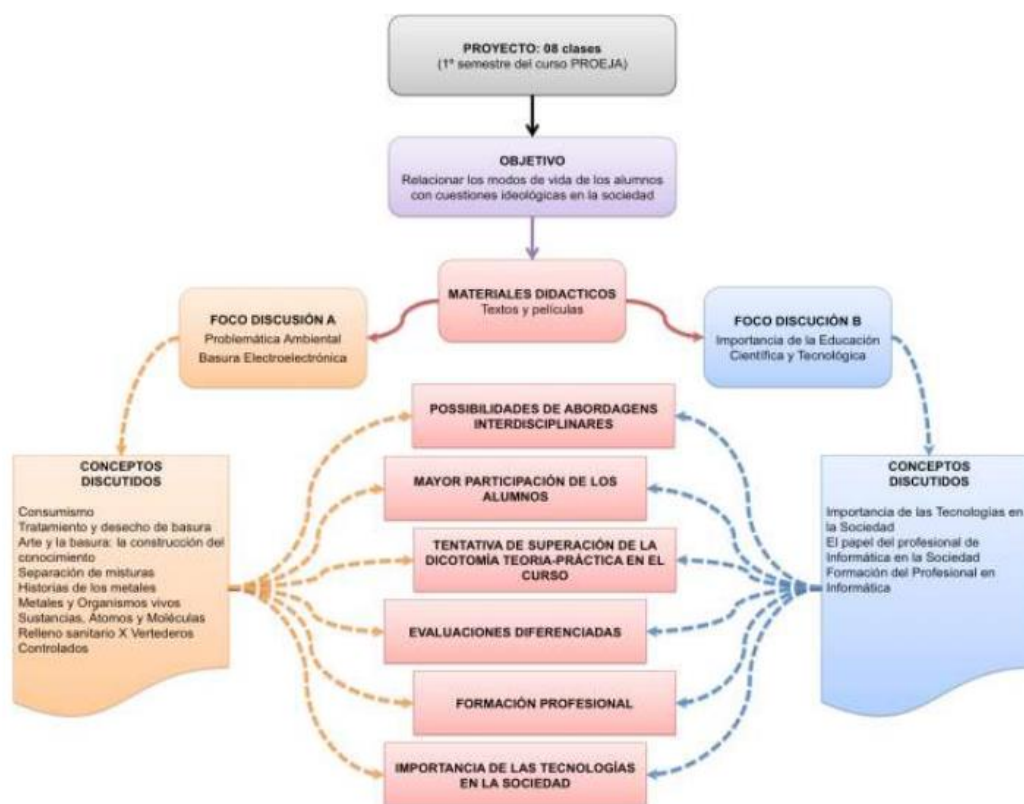 PROYECTO: 08 clases
(1º semestre del curso PROEJA)
OBJETIVO
Relacionar los modos de vida de los alumnos
con cuestiones ideológicas en la sociedad
MATERIALES DIDACTICOS
Textos y películas
FOCO DISCUSIÓN A
Problemática Ambiental
Basura Electroelectrónica
FOCO DISCUCIÓN B
Importancia de la Educación
Científica y Tecnológica
CONCEPTOS
DISCUTIDOS
Consumismo
Tratamiento y desecho de basura
Arte y la basura: la construcción del
conocimiento
Separación de misturas
Historias de los metales
Metales y Organismos vivos
Sustancias, Átomos y Moléculas
Relleno sanitario X Vertederos
Controlados
POSSIBILIDADES DE ABORDAGENS
INTERDISCIPLINARES
MAYOR PARTICIPACIÓN DE LOS
ALUMNOS
TENTATIVA DE SUPERACIÓN DE LA
DICOTOMÍA TEORIA-PRÁCTICA EN EL
CURSO
EVALUACIONES DIFERENCIADAS
FORMACIÓN PROFESIONAL
IMPORTANCIA DE LAS TECNOLOGÍAS
EN LA SOCIEDAD
CONCEPTOS
DISCUTIDOS
Importancia de las Tecnologías en
la Sociedad
El papel del profesional de
Informática en la Sociedad
Formación del Profesional en
Informática